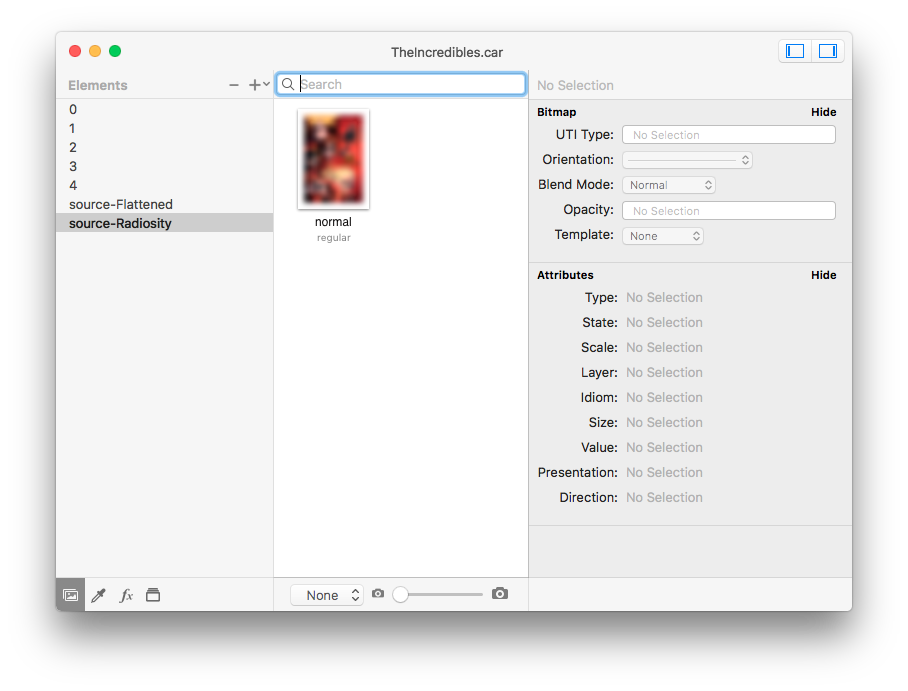 TheIncredibles.car
Elements
Search
No Selection
0
1
2
3
4
source-Flattened
source-Radiosity
normal
regular
Bitmap Hide
UTI Type: No Selection
Orientation:
Blend Mode: Normal
Opacity: No Selection
Template: None
Attributes Hide
Type: No Selection
State: No Selection
Scale: No Selection
Layer: No Selection
Idiom: No Selection
Size: No Selection
Value: No Selection
Presentation: No Selection
Direction: No Selection
fx
None